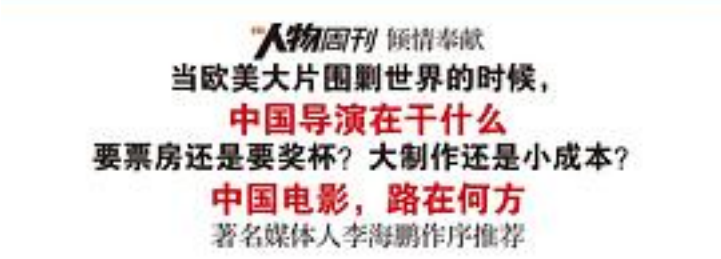 人物周刊 倾情奉献
当欧美大片围剿世界的时候，
中国导演在干什么
要票房还是要奖杯？大制作还是小成本？
中国电影，路在何方
著名媒体人李海鹏作序推荐